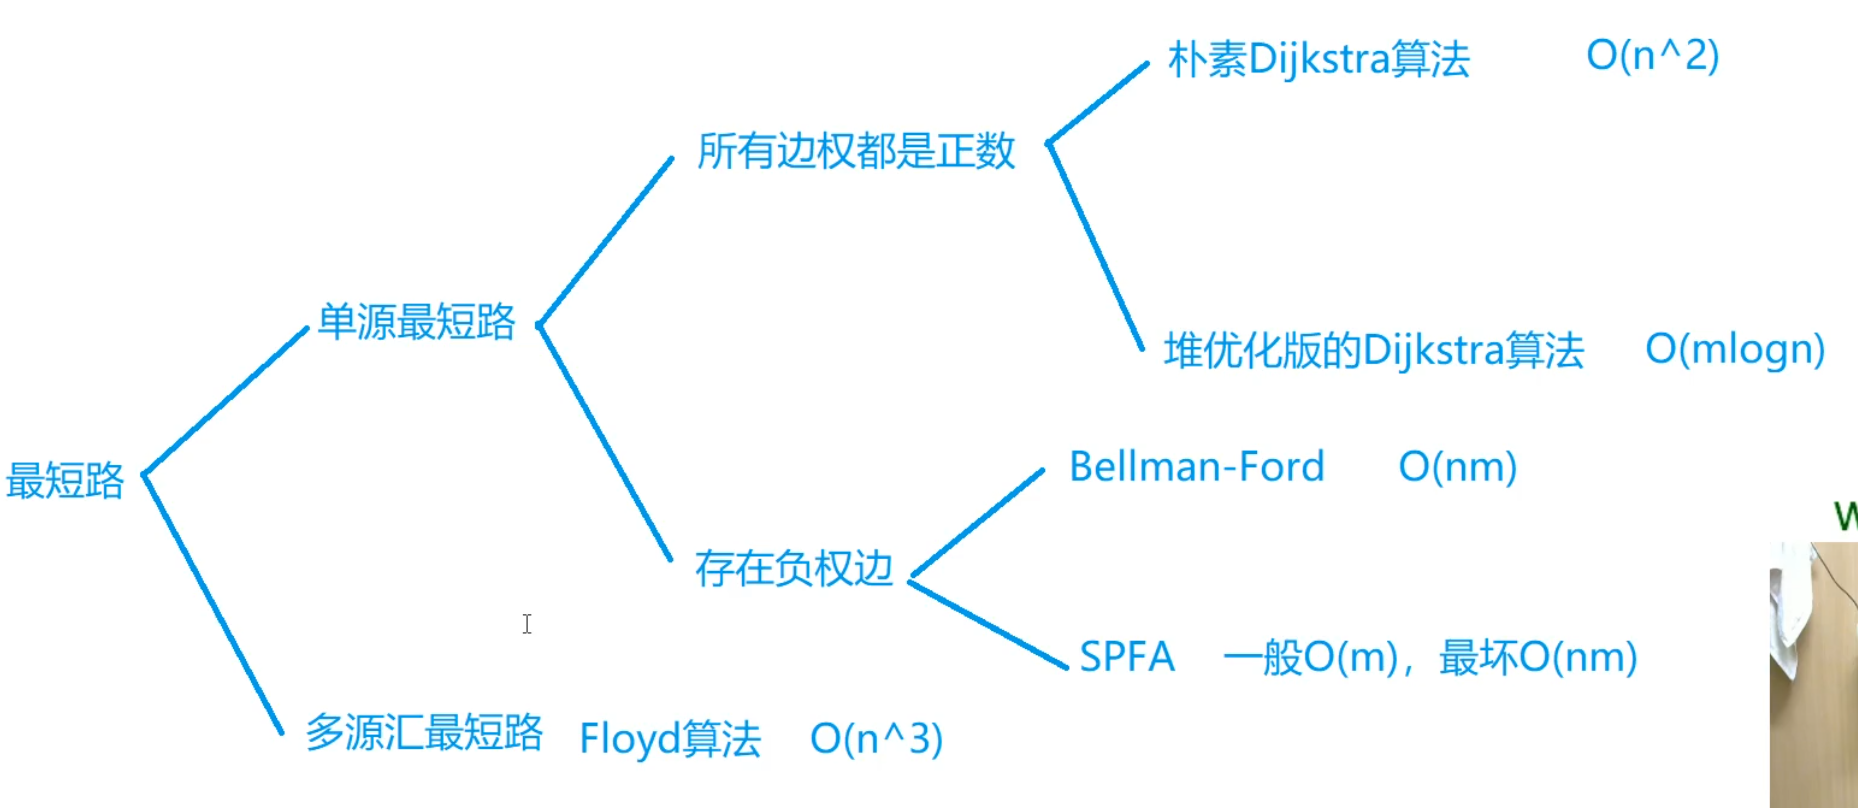 朴素Dijkstra算法 O(n^2)
所有边权都是正数
单源最短路
堆优化版的Dijkstra算法 O(mlogn)
最短路
Bellman-Ford O(nm)
存在负权边
SPFA 一般O(m)，最坏O(nm)
多源汇最短路 Floyd算法 O(n^3)